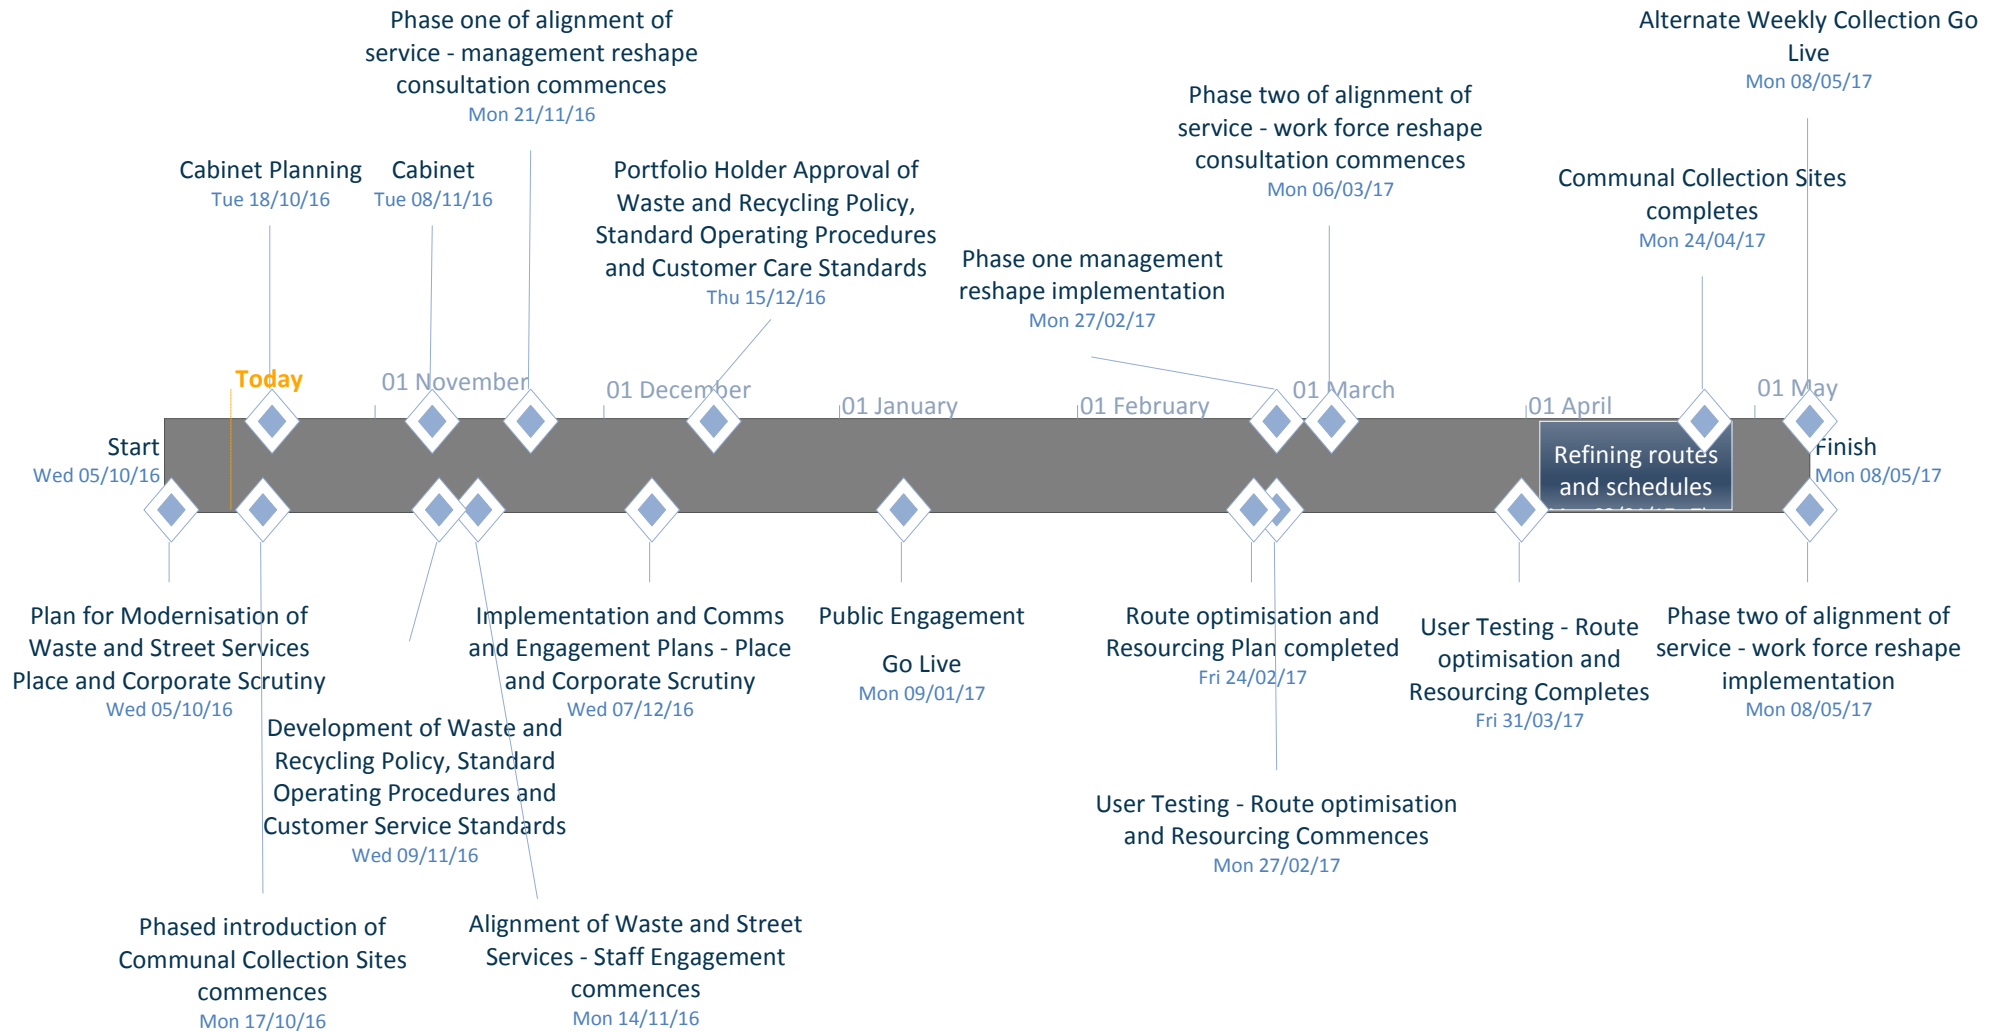 Phase one of alignment of
service - management reshape
consultation commences
Mon 21/11/16
Alternate Weekly Collection Go
Live
Mon 08/05/17
Phase two of alignment of
service - work force reshape
consultation commences
Mon 06/03/17
Cabinet Planning
Tue 18/10/16
Cabinet
Tue 08/11/16
Portfolio Holder Approval of
Waste and Recycling Policy,
Standard Operating Procedures
and Customer Care Standards
Thu 15/12/16
Communal Collection Sites
completes
Mon 24/04/17
Phase one management
reshape implementation
Mon 27/02/17
Today
01 November
01 December
01 January
01 February
01 March
01 April
01 May
Start
Wed 05/10/16
Refining routes
and schedules
Finish
Mon 08/05/17
Plan for Modernisation of
Waste and Street Services
Place and Corporate Scrutiny
Wed 05/10/16
Implementation and Comms
and Engagement Plans - Place
and Corporate Scrutiny
Wed 07/12/16
Public Engagement
Go Live
Mon 09/01/17
Route optimisation and
Resourcing Plan completed
Fri 24/02/17
User Testing - Route
optimisation and
Resourcing Completes
Fri 31/03/17
Phase two of alignment of
service - work force reshape
implementation
Mon 08/05/17
Development of Waste and
Recycling Policy, Standard
Operating Procedures and
Customer Service Standards
Wed 09/11/16
User Testing - Route optimisation
and Resourcing Commences
Mon 27/02/17
Phased introduction of
Communal Collection Sites
commences
Mon 17/10/16
Alignment of Waste and Street
Services - Staff Engagement
commences
Mon 14/11/16